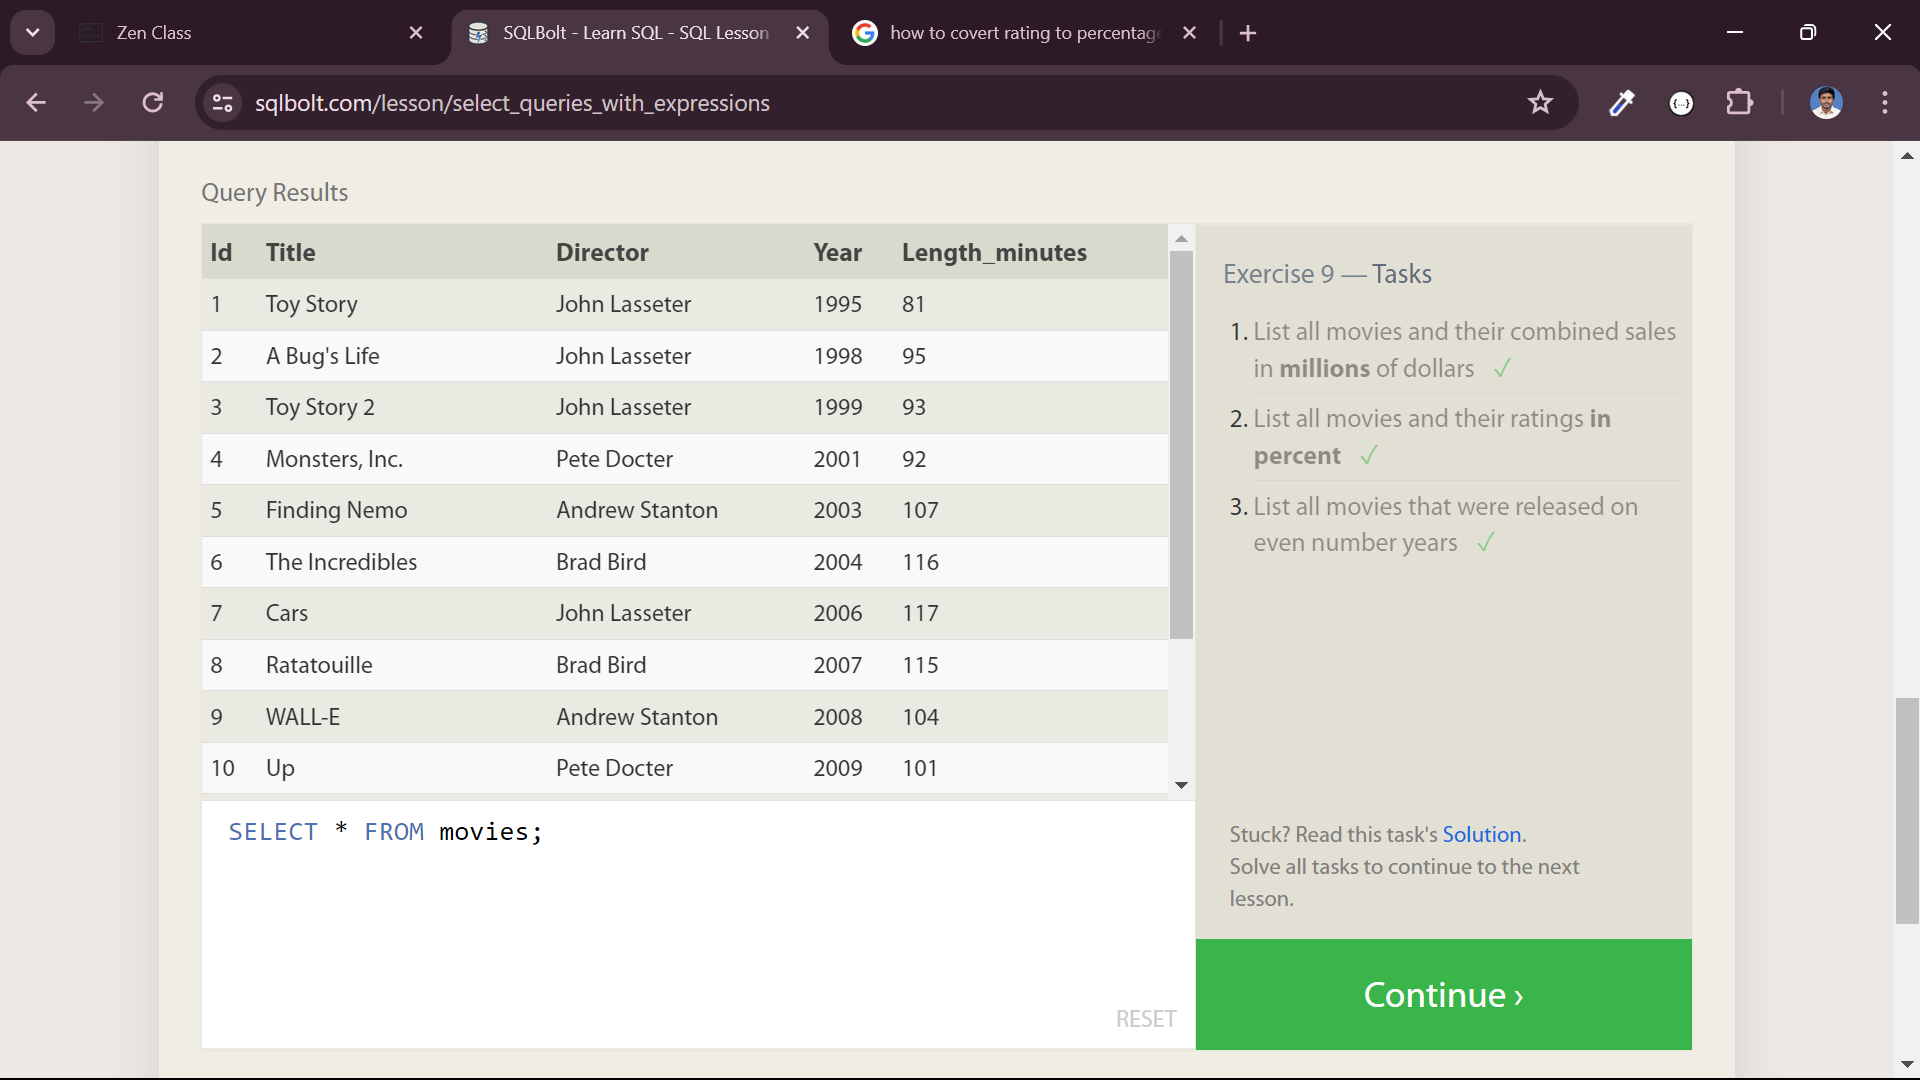 Zen Class
SQLBolt - Learn SQL - SQL Lesson
how to covert rating to percentage
sqlbolt.com/lesson/select_queries_with_expressions
Query Results
Id Title Director Year Length_minutes
1 Toy Story John Lasseter 1995 81
2 A Bug's Life John Lasseter 1998 95
3 Toy Story 2 John Lasseter 1999 93
4 Monsters, Inc. Pete Docter 2001 92
5 Finding Nemo Andrew Stanton 2003 107
6 The Incredibles Brad Bird 2004 116
7 Cars John Lasseter 2006 117
8 Ratatouille Brad Bird 2007 115
9 WALL-E Andrew Stanton 2008 104
10 Up Pete Docter 2009 101
SELECT * FROM movies;
RESET
Exercise 9 — Tasks
1. List all movies and their combined sales
in millions of dollars ✓
2. List all movies and their ratings in
percent ✓
3. List all movies that were released on
even number years ✓
Stuck? Read this task's Solution.
Solve all tasks to continue to the next
lesson.
Continue ›